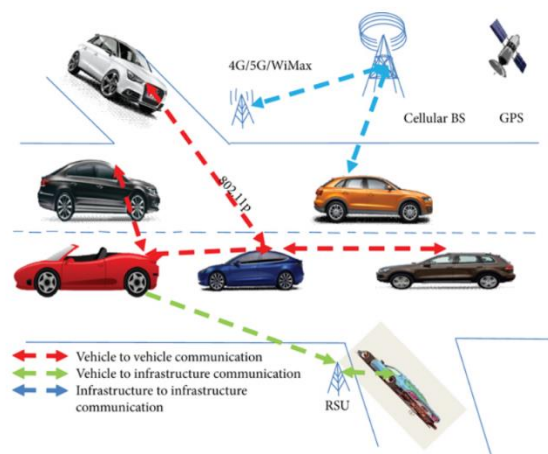 4G/5G/WiMax
Cellular BS
GPS
802.11P
Vehicle to vehicle communication
Vehicle to infrastructure communication
Infrastructure to infrastructure
communication
RSU